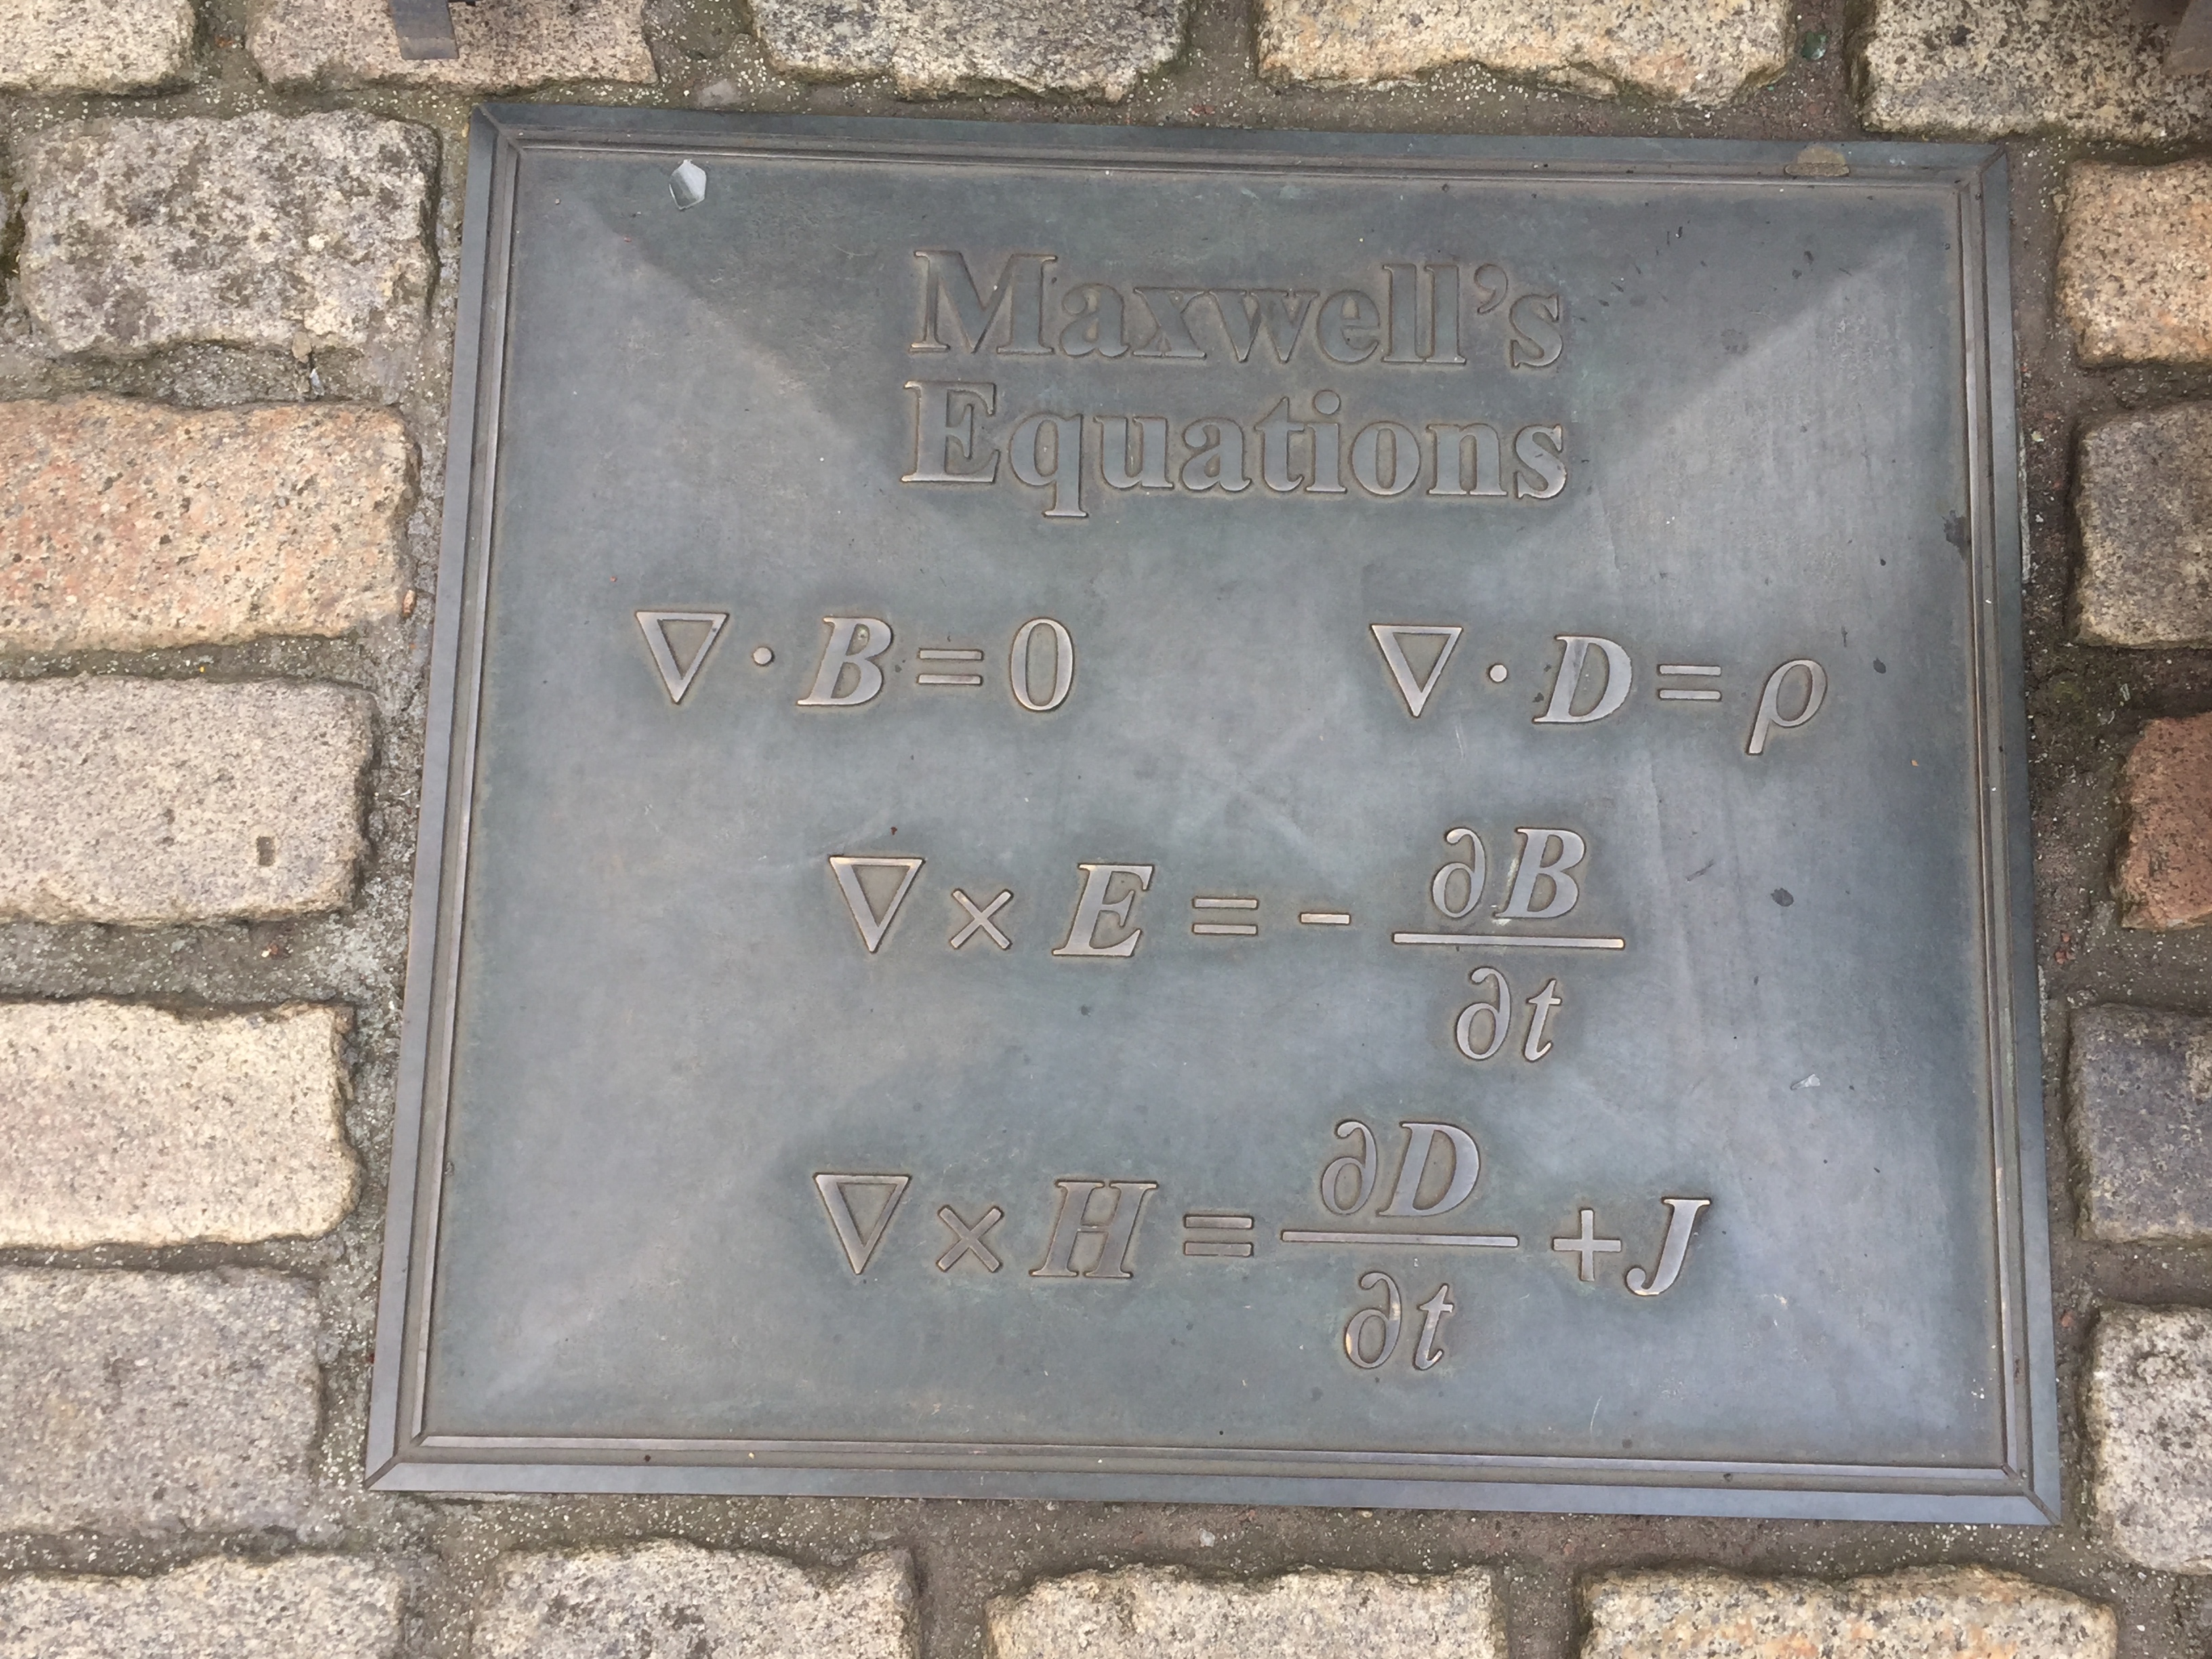 Maxwell's
Equations
∇·B=0 ∇·D=ρ
∇×E=-∂B/∂t
∇×H=∂D/∂t+J